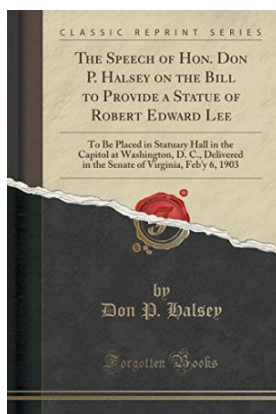 CLASSIC REPRINT SERIES
THE SPEECH OF HON. DON
P. HALSEY ON THE BILL
TO PROVIDE A STATUE OF
ROBERT EDWARD LEE
To Be Placed in Statuary Hall in the
Capitol at Washington, D. C., Delivered
in the Senate of Virginia, Feb'y 6, 1903
by
Don P. Halsey
Forgotten Books